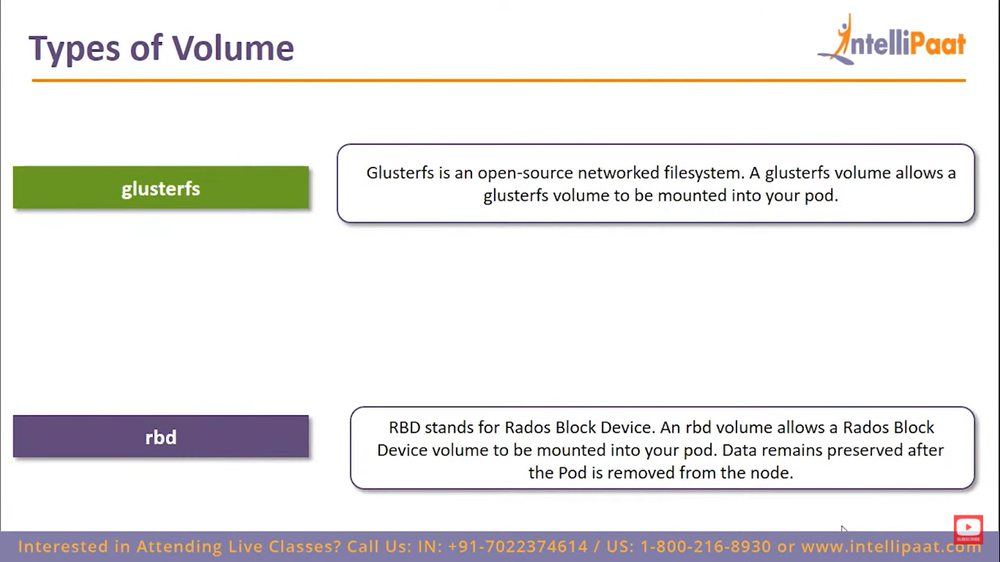 Types of Volume
IntelliPaat
glusterfs
Glusterfs is an open-source networked filesystem. A glusterfs volume allows a
glusterfs volume to be mounted into your pod.
rbd
RBD stands for Rados Block Device. An rbd volume allows a Rados Block
Device volume to be mounted into your pod. Data remains preserved after
the Pod is removed from the node.
SUBSCRIBE
Interested in Attending Live Classes? Call Us: IN: +91-7022374614 / US: 1-800-216-8930 or www.intellipaat.com